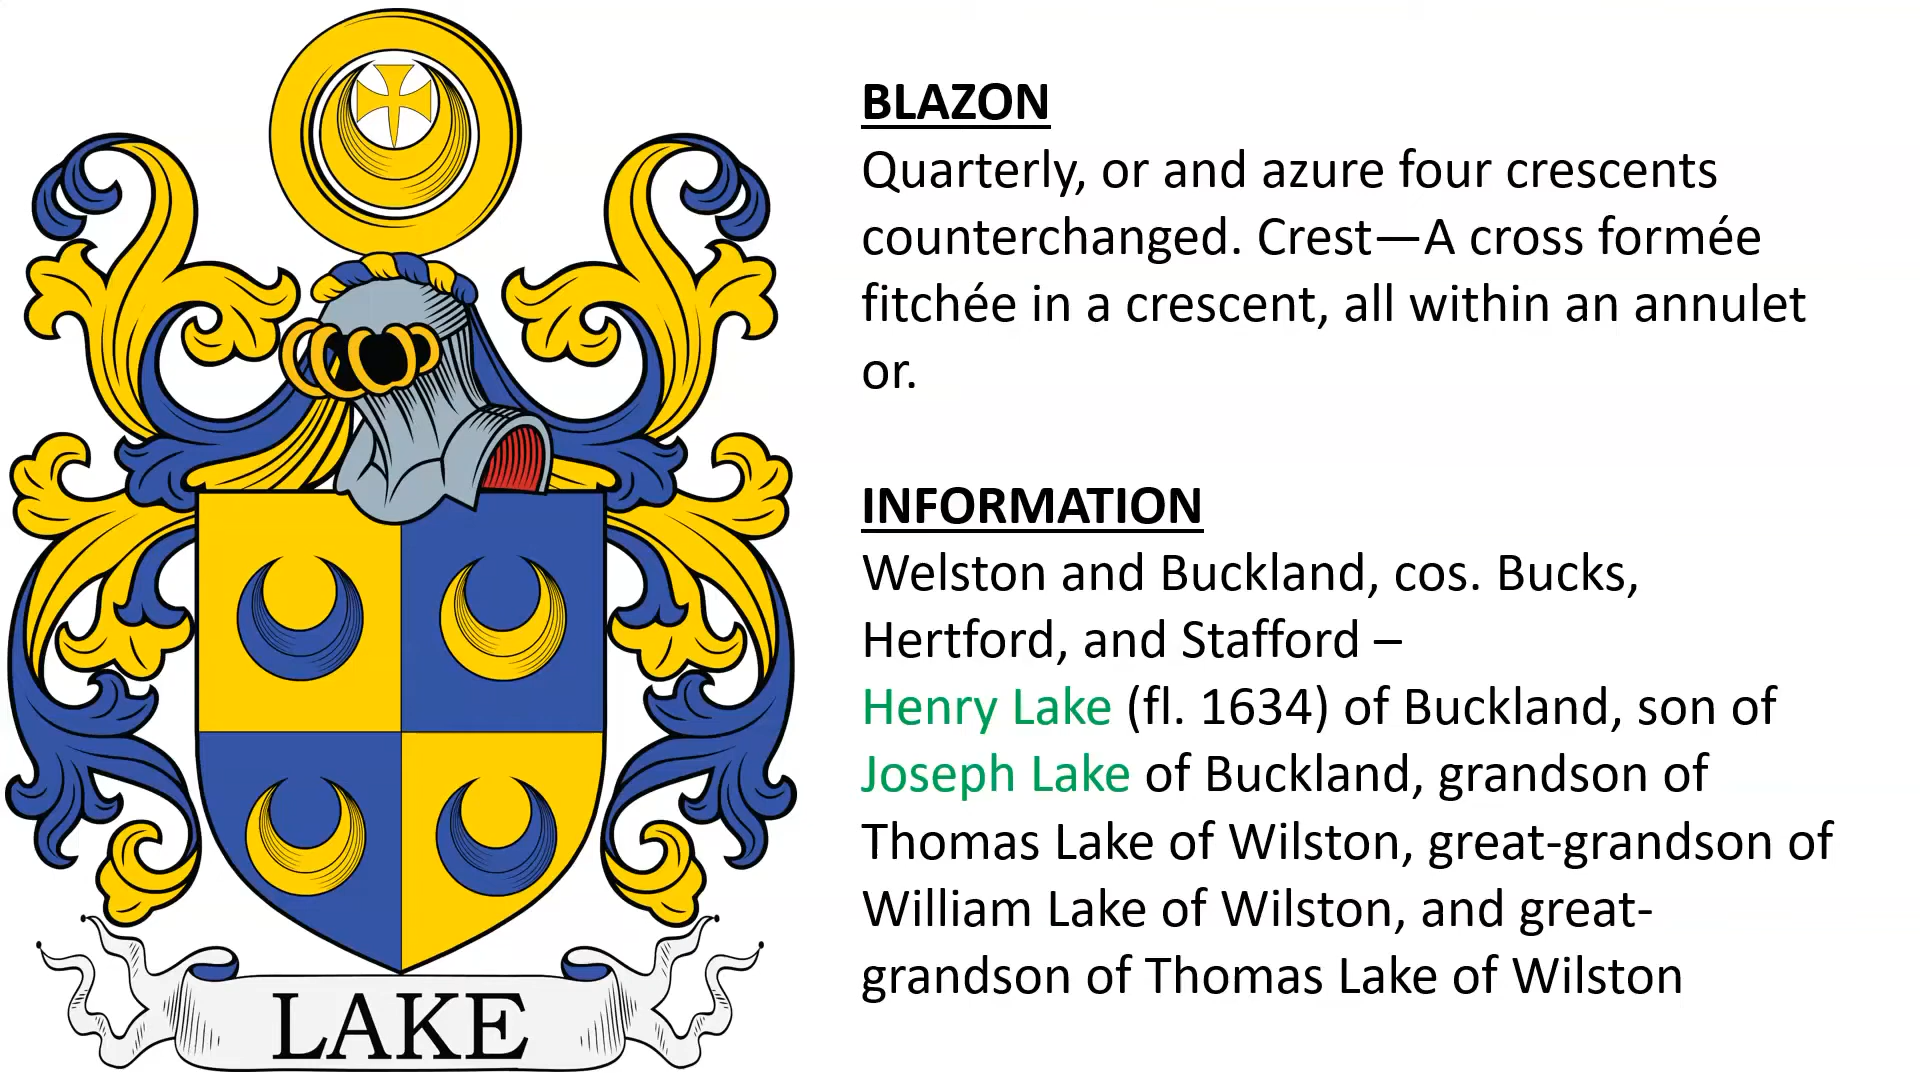 BLAZON
Quarterly, or and azure four crescents
counterchanged. Crest—A cross formée
fitchée in a crescent, all within an annulet
or.
INFORMATION
Welston and Buckland, cos. Bucks,
Hertford, and Stafford –
Henry Lake (fl. 1634) of Buckland, son of
Joseph Lake of Buckland, grandson of
Thomas Lake of Wilston, great-grandson of
William Lake of Wilston, and great-
grandson of Thomas Lake of Wilston
LAKE